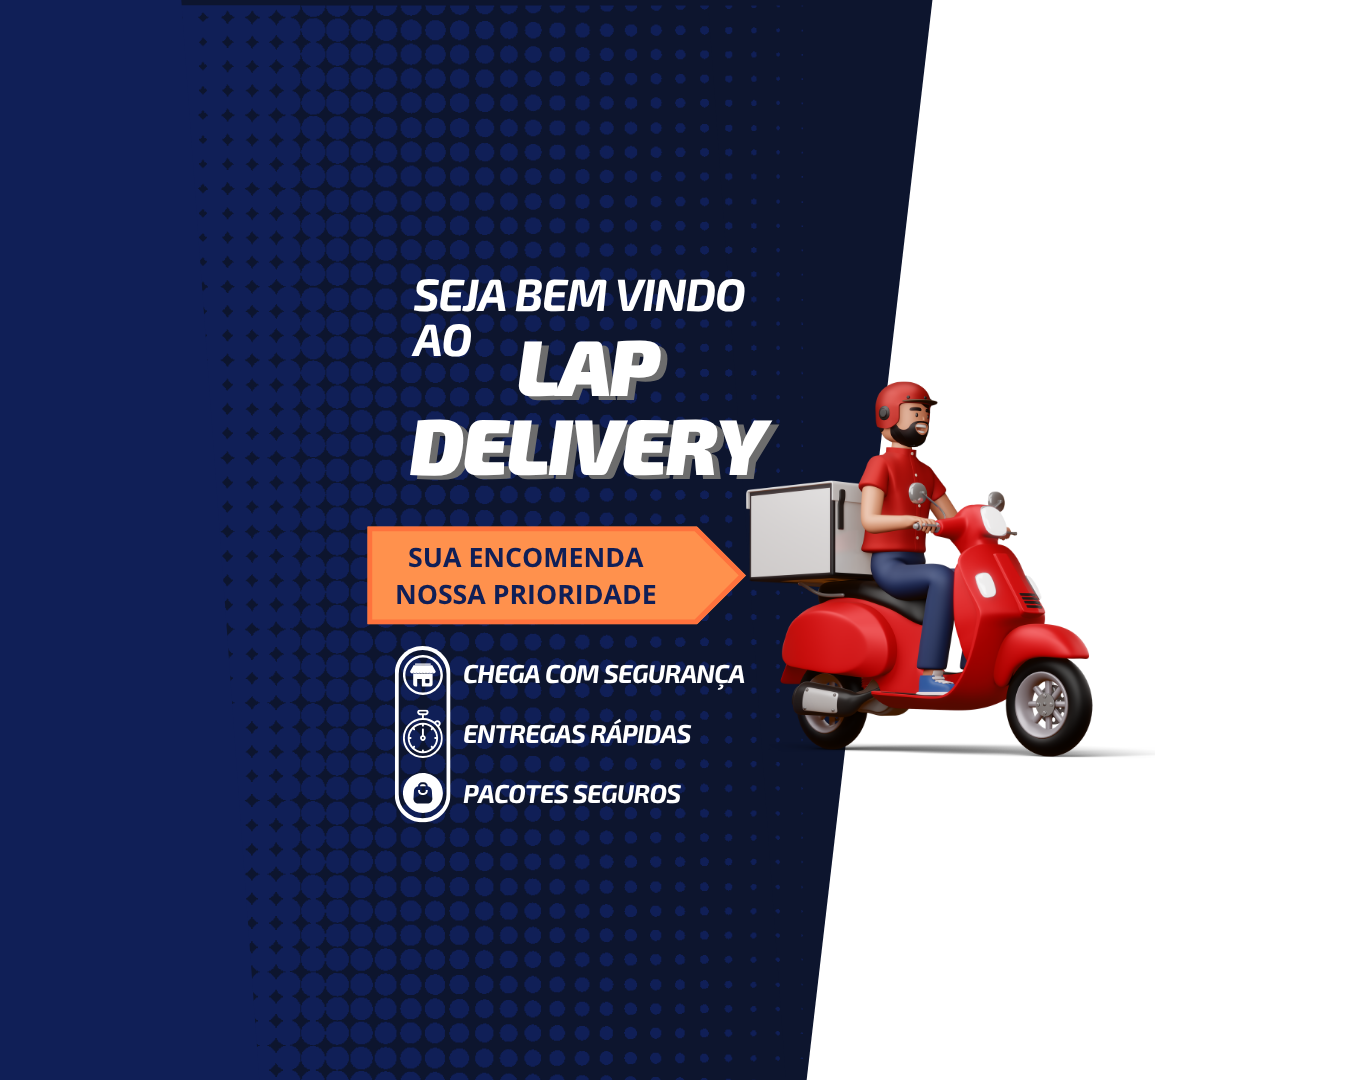 SEJA BEM VINDO
AO
LAP
DELIVERY
SUA ENCOMENDA
NOSSA PRIORIDADE
CHEGA COM SEGURANÇA
ENTREGAS RÁPIDAS
PACOTES SEGUROS